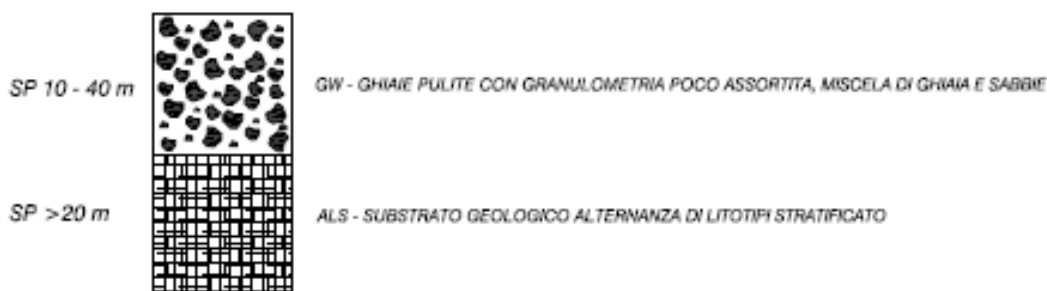 SP 10 - 40 m
GW - GHIAIE PULITE CON GRANULOMETRIA POCO ASSORTITA, MISCELA DI GHIAIA E SABBIE
SP >20 m
ALS - SUBSTRATO GEOLOGICO ALTERNANZA DI LITOTIPI STRATIFICATO